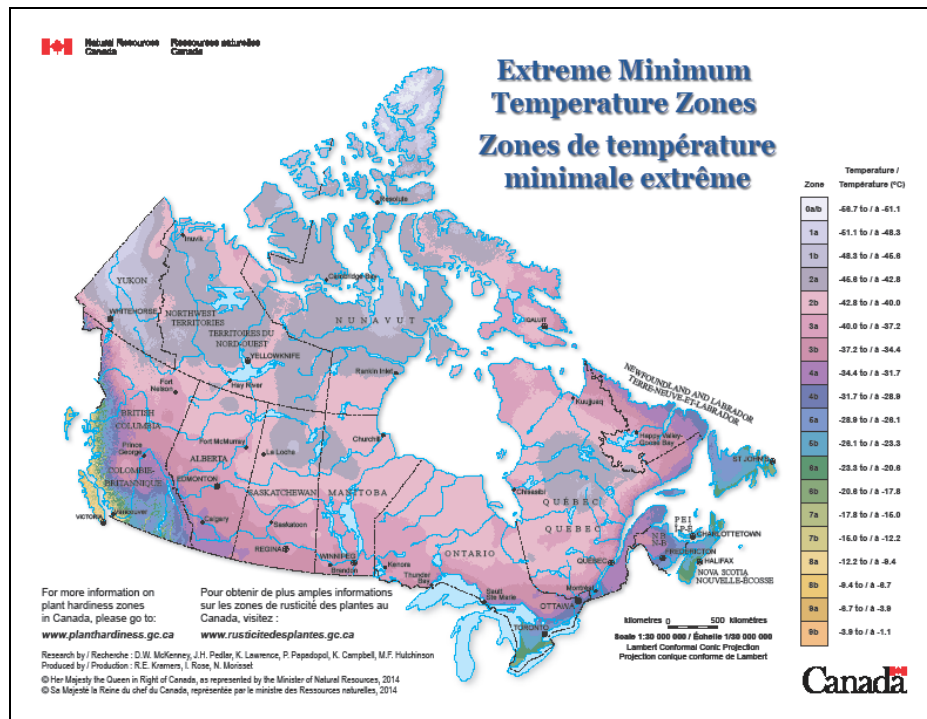 Natural Resources Ressources naturelles
Canada Canada
Extreme Minimum
Temperature Zones
Zones de température
minimale extrême
Temperature /
Zone Température (°C)
0a/b -56.7 to / à -51.1
1a -51.1 to / à -48.3
1b -48.3 to / à -45.6
2a -45.6 to / à -42.8
2b -42.8 to / à -40.0
3a -40.0 to / à -37.2
3b -37.2 to / à -34.4
4a -34.4 to / à -31.7
4b -31.7 to / à -28.9
5a -28.9 to / à -26.1
5b -26.1 to / à -23.3
6a -23.3 to / à -20.6
6b -20.6 to / à -17.8
7a -17.8 to / à -15.0
7b -15.0 to / à -12.2
8a -12.2 to / à -9.4
8b -9.4 to / à -6.7
9a -6.7 to / à -3.9
9b -3.9 to / à -1.1
Resolute
Inuvik
Cambridge Bay
YUKON
WHITEHORSE
NORTHWEST
TERRITORIES
TERRITOIRES DU
NORD-OUEST
NUNAVUT
IQALUIT
YELLOWKNIFE
Rankin Inlet
Hay River
Fort
Nelson
NEWFOUNDLAND AND LABRADOR
TERRE-NEUVE-ET-LABRADOR
Kuujjuaq
BRITISH
COLUMBIA
Churchill
Happy Valley-
Goose Bay
Fort McMurray
La Loche
Prince
George
ALBERTA
ST JOHN'S
COLOMBIE-
BRITANNIQUE
EDMONTON
SASKATCHEWAN
MANITOBA
Chisasibi
QUÉBEC
QUEBEC
VICTORIA
Vancouver
Calgary
Saskatoon
PEI
ÎPÉ
CHARLOTTETOWN
REGINA
WINNIPEG
Brandon
Kenora
ONTARIO
Thunder
Bay
QUÉBEC
NB
N-B
FREDERICTON
HALIFAX
NOVA SCOTIA
NOUVELLE-ÉCOSSE
Sault
Ste Marie
Montréal
OTTAWA
TORONTO
For more information on
plant hardiness zones
in Canada, please go to:
www.planthardiness.gc.ca
Pour obtenir de plus amples informations
sur les zones de rusticité des plantes au
Canada, visitez :
www.rusticitedesplantes.gc.ca
kilometres 0 500 kilomètres
Scale 1:30 000 000 / Échelle 1/30 000 000
Lambert Conformal Conic Projection
Projection conique conforme de Lambert
Research by / Recherche : D.W. McKenney, J.H. Pedlar, K. Lawrence, P. Papadopol, K. Campbell, M.F. Hutchinson
Produced by / Production : R.E. Kramers, I. Rose, N. Morisset
© Her Majesty the Queen in Right of Canada, as represented by the Minister of Natural Resources, 2014
© Sa Majesté la Reine du chef du Canada, représentée par le ministre des Ressources naturelles, 2014
Canada